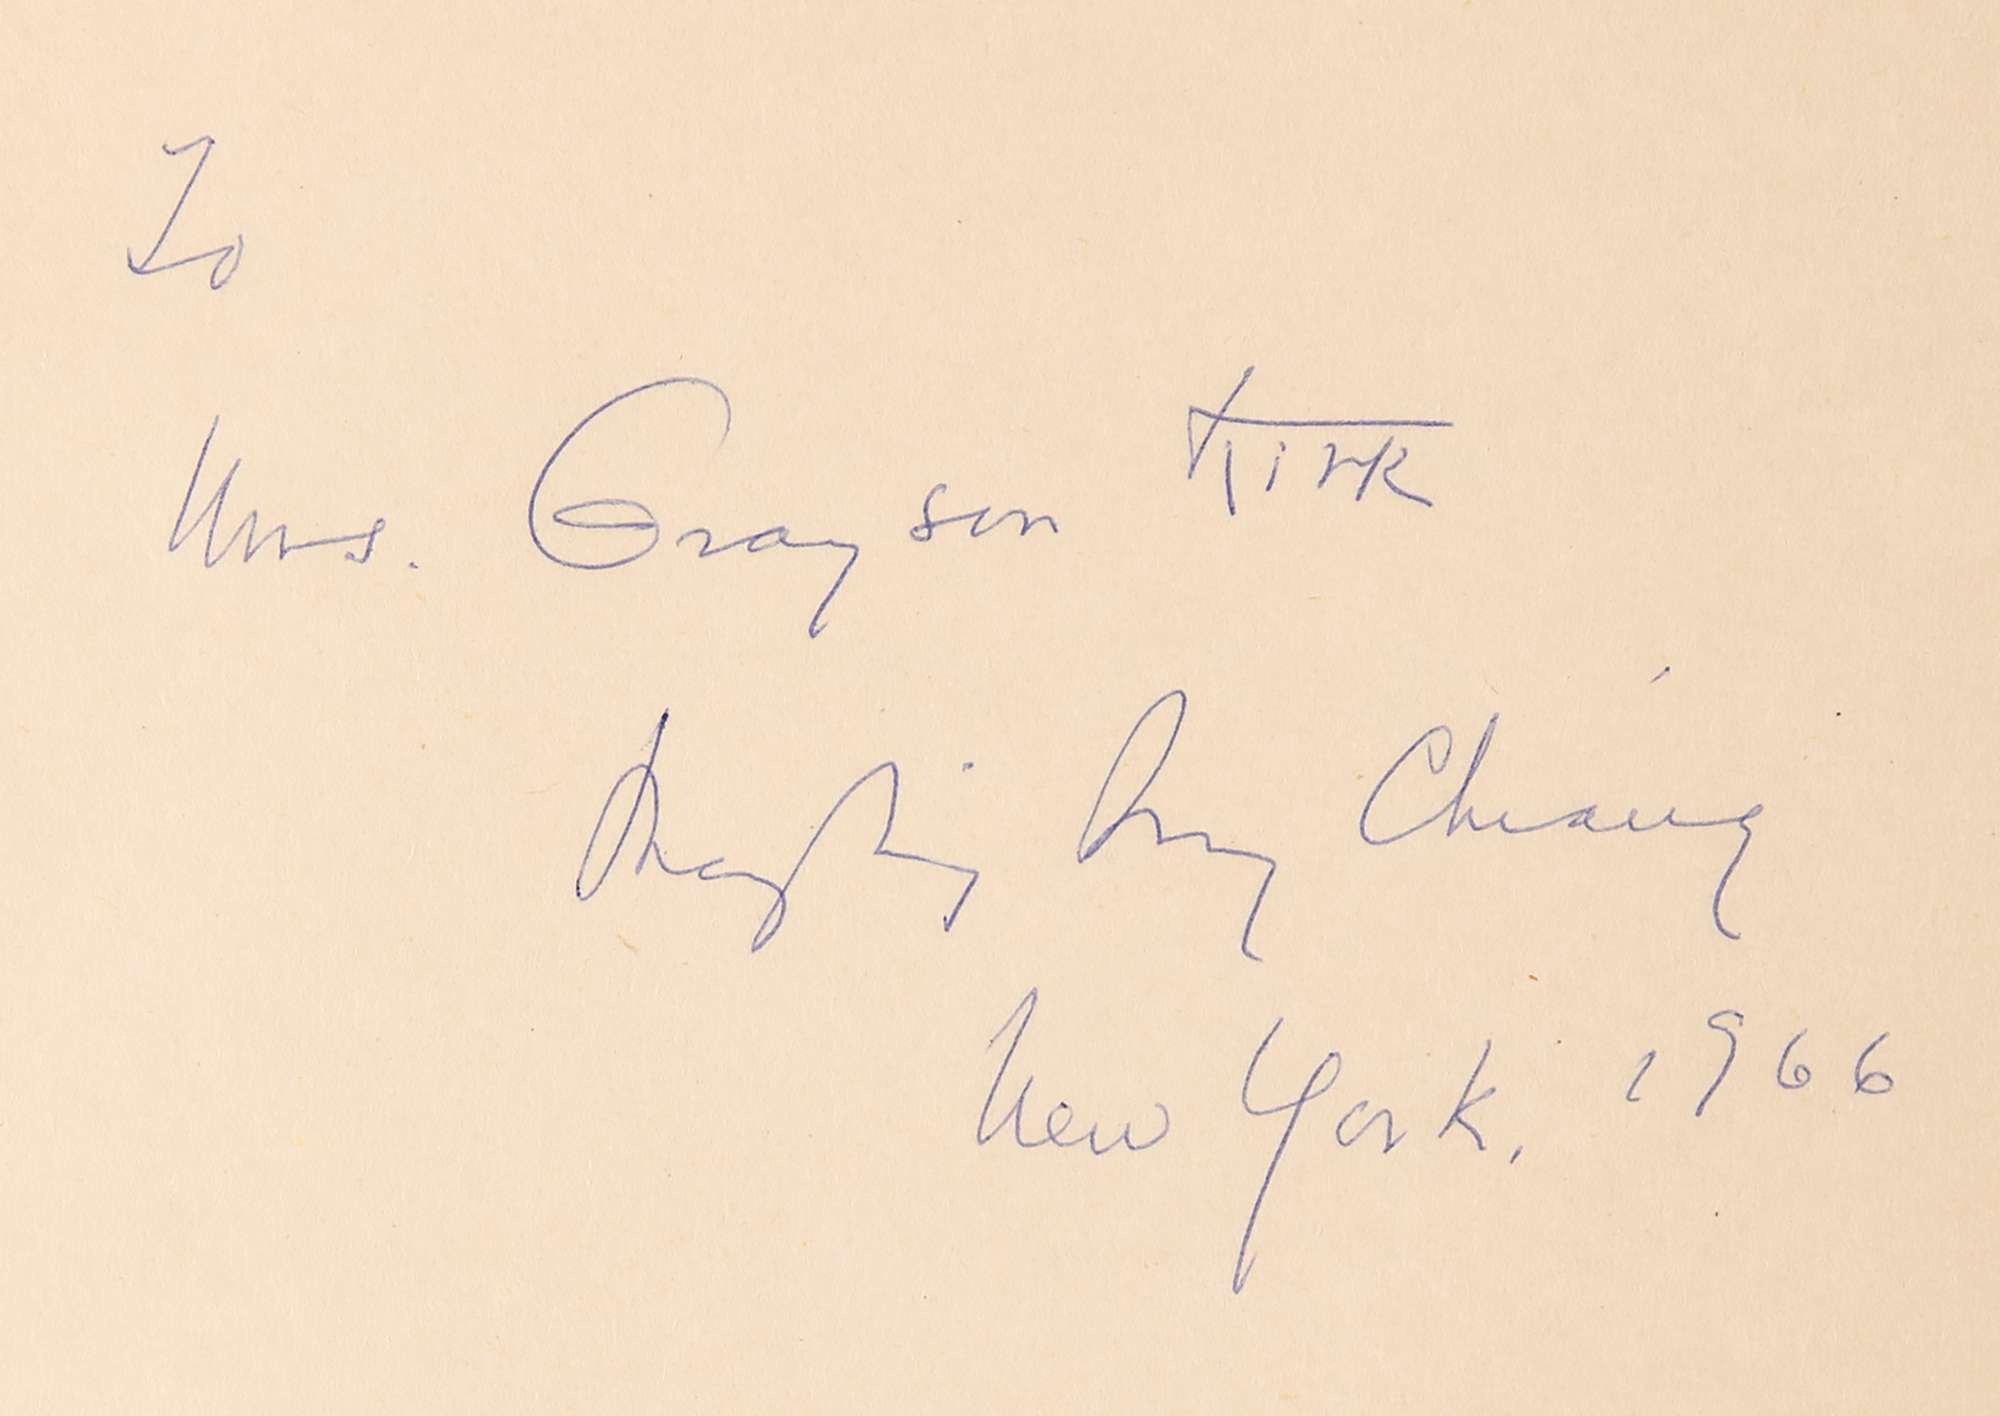 To
Mrs. Grayson Kirk
Mayling Soong Chiang
New York, 1966